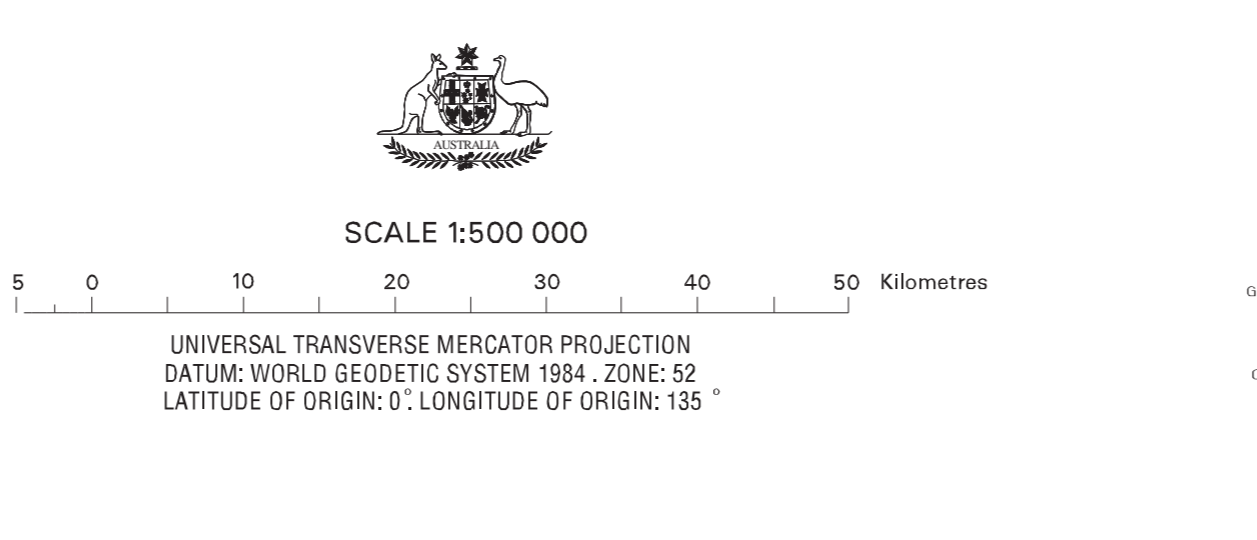 AUSTRALIA
SCALE 1:500 000
5 0 10 20 30 40 50 Kilometres
UNIVERSAL TRANSVERSE MERCATOR PROJECTION
DATUM: WORLD GEODETIC SYSTEM 1984 . ZONE: 52
LATITUDE OF ORIGIN: 0°. LONGITUDE OF ORIGIN: 135 °
G